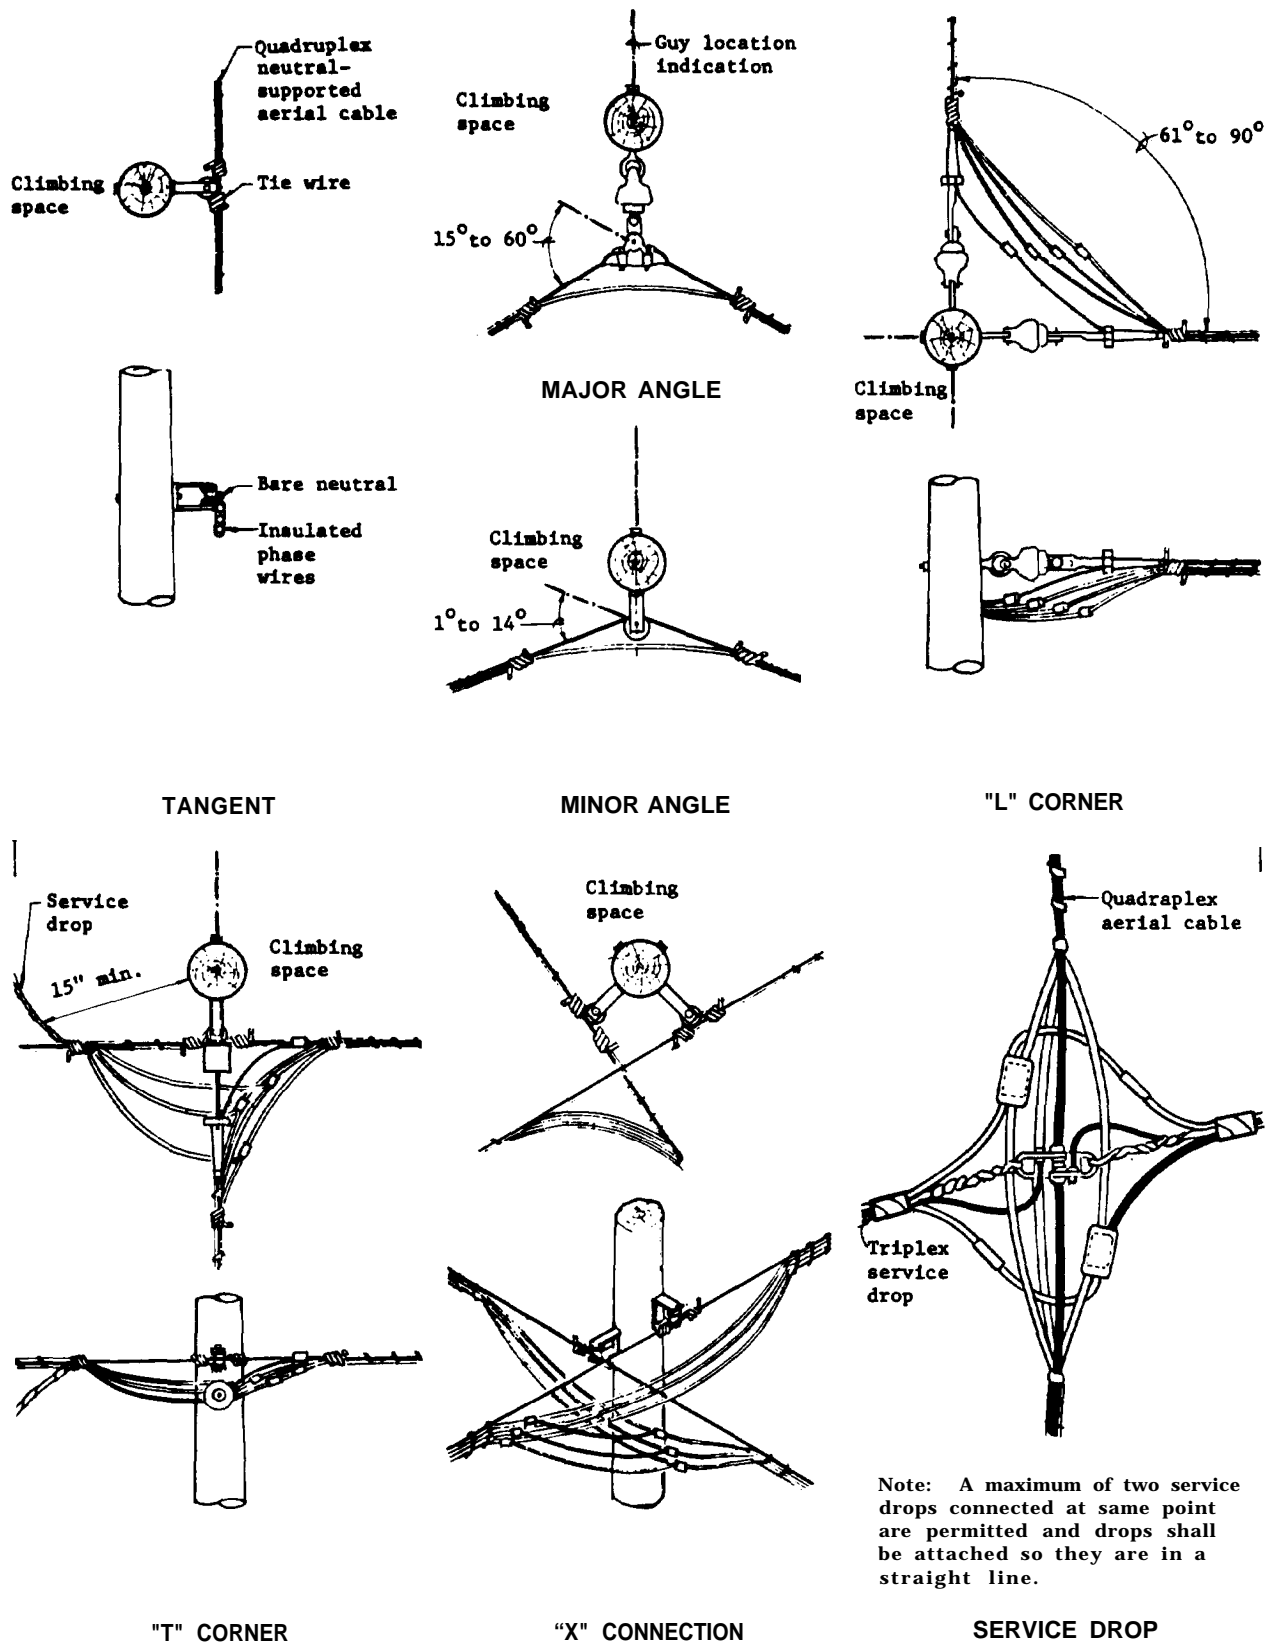 Quadruplex
neutral-
supported
aerial cable
Climbing
space
Tie wire
Bare neutral
Insulated
phase
wires
TANGENT
Guy location
indication
Climbing
space
15° to 60°
MAJOR ANGLE
Climbing
space
1° to 14°
MINOR ANGLE
61° to 90°
Climbing
space
"L" CORNER
Service
drop
15" min.
Climbing
space
"T" CORNER
Climbing
space
“X" CONNECTION
Quadraplex
aerial cable
Triplex
service
drop
Note: A maximum of two service
drops connected at same point
are permitted and drops shall
be attached so they are in a
straight line.
SERVICE DROP